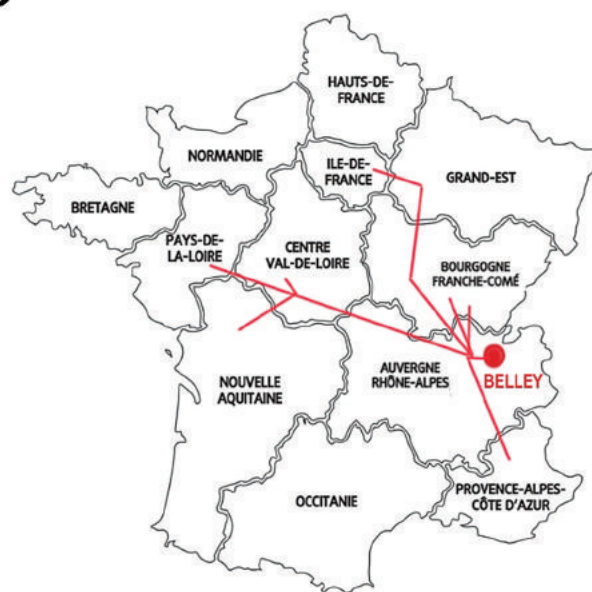 HAUTS-DE-
FRANCE
NORMANDIE
ILE-DE-
FRANCE
GRAND-EST
BRETAGNE
PAYS-DE-
LA-LOIRE
CENTRE
VAL-DE-LOIRE
BOURGOGNE
FRANCHE-COMÉ
AUVERGNE
RHÔNE-ALPES
BELLEY
NOUVELLE
AQUITAINE
OCCITANIE
PROVENCE-ALPES-
CÔTE D'AZUR